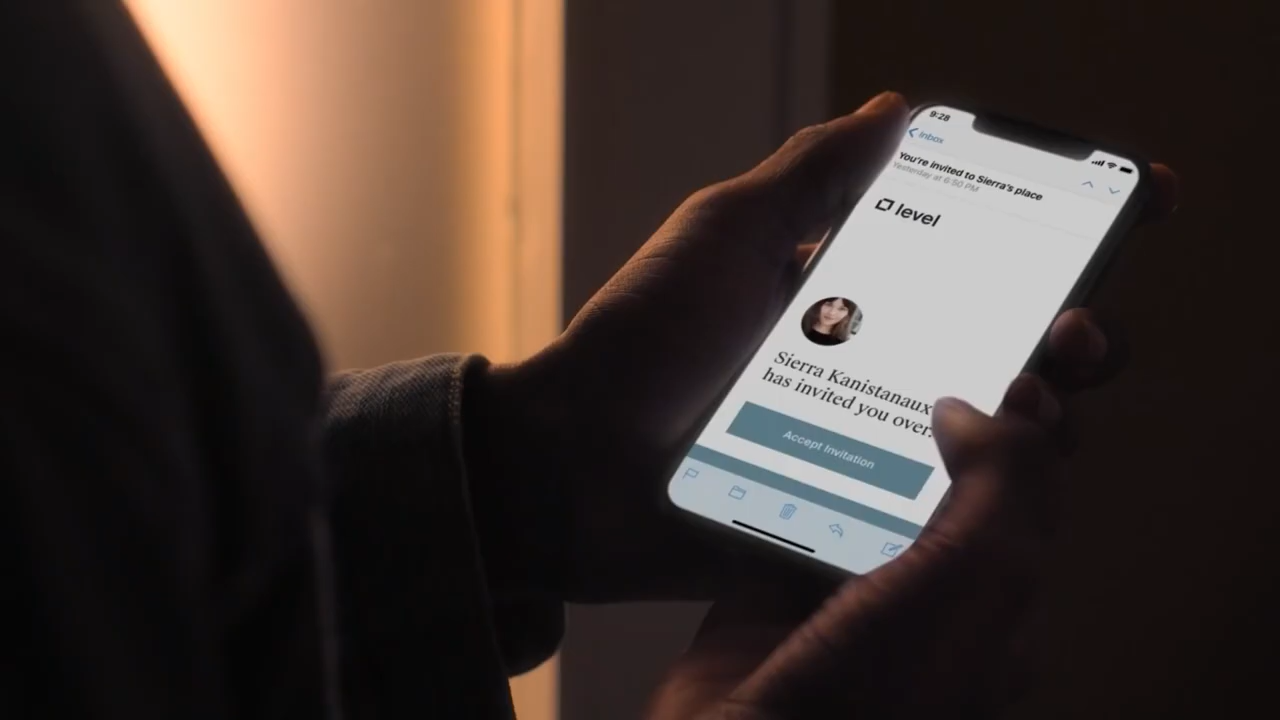 9:28
Inbox
You're invited to Sierra's place
Yesterday at 6:50 PM
level
Sierra Kanistanaux
has invited you over.
Accept Invitation